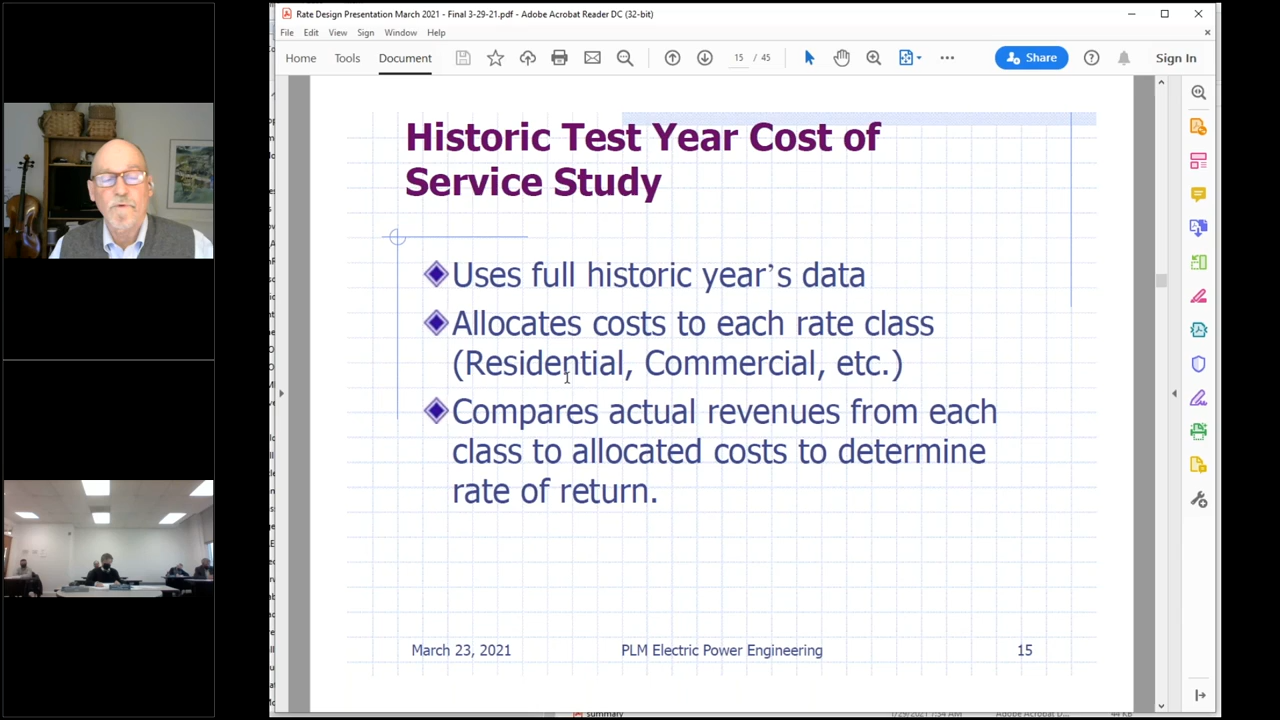 Rate Design Presentation March 2021 - Final 3-29-21.pdf - Adobe Acrobat Reader DC (32-bit)
File Edit View Sign Window Help
Home Tools Document
15 / 45
Share
Sign In
Historic Test Year Cost of
Service Study
Uses full historic year’s data
Allocates costs to each rate class
(Residential, Commercial, etc.)
Compares actual revenues from each
class to allocated costs to determine
rate of return.
March 23, 2021
PLM Electric Power Engineering
15
summary